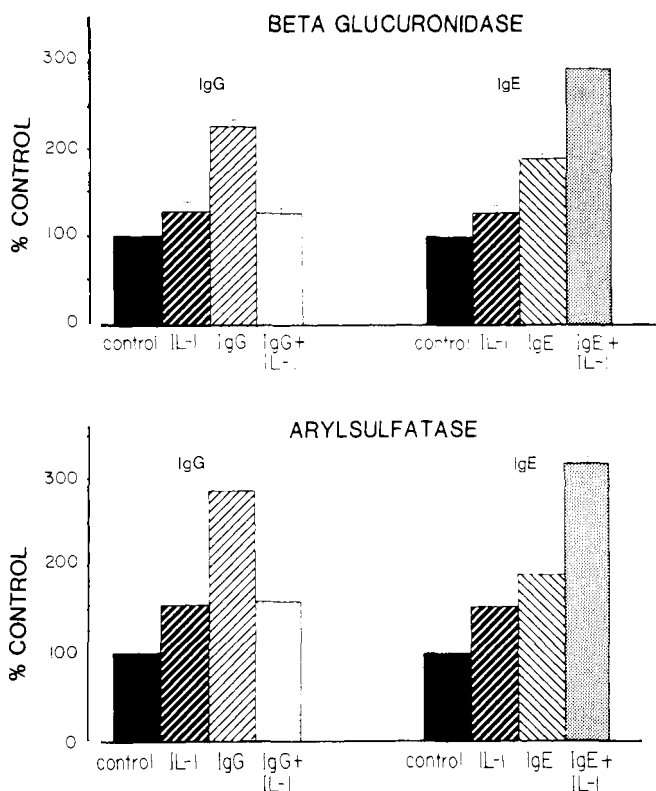 BETA GLUCURONIDASE
IgG IgE
% CONTROL
300
200
100
0
control IL-1 IgG IgG+ IL-1
control IL-1 IgE IgE+ IL-1
ARYLSULFATASE
IgG IgE
% CONTROL
300
200
100
0
control IL-1 IgG IgG+ IL-1
control IL-1 IgE IgE+ IL-1